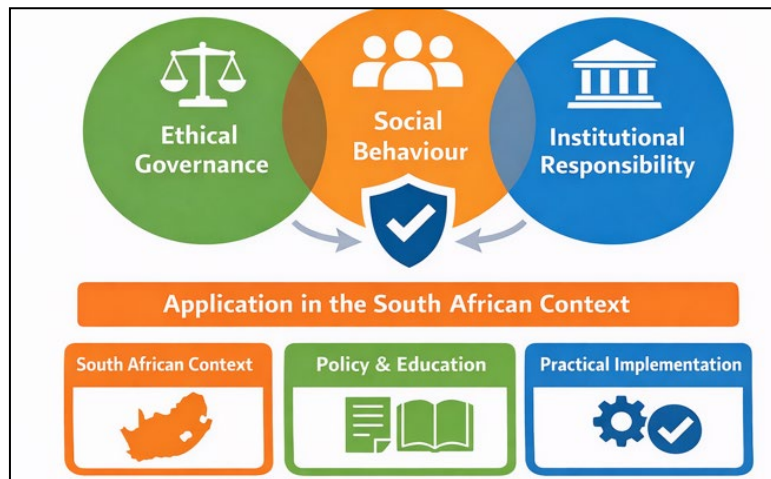 Ethical
Governance
Social
Behaviour
Institutional
Responsibility
Application in the South African Context
South African Context
Policy & Education
Practical Implementation